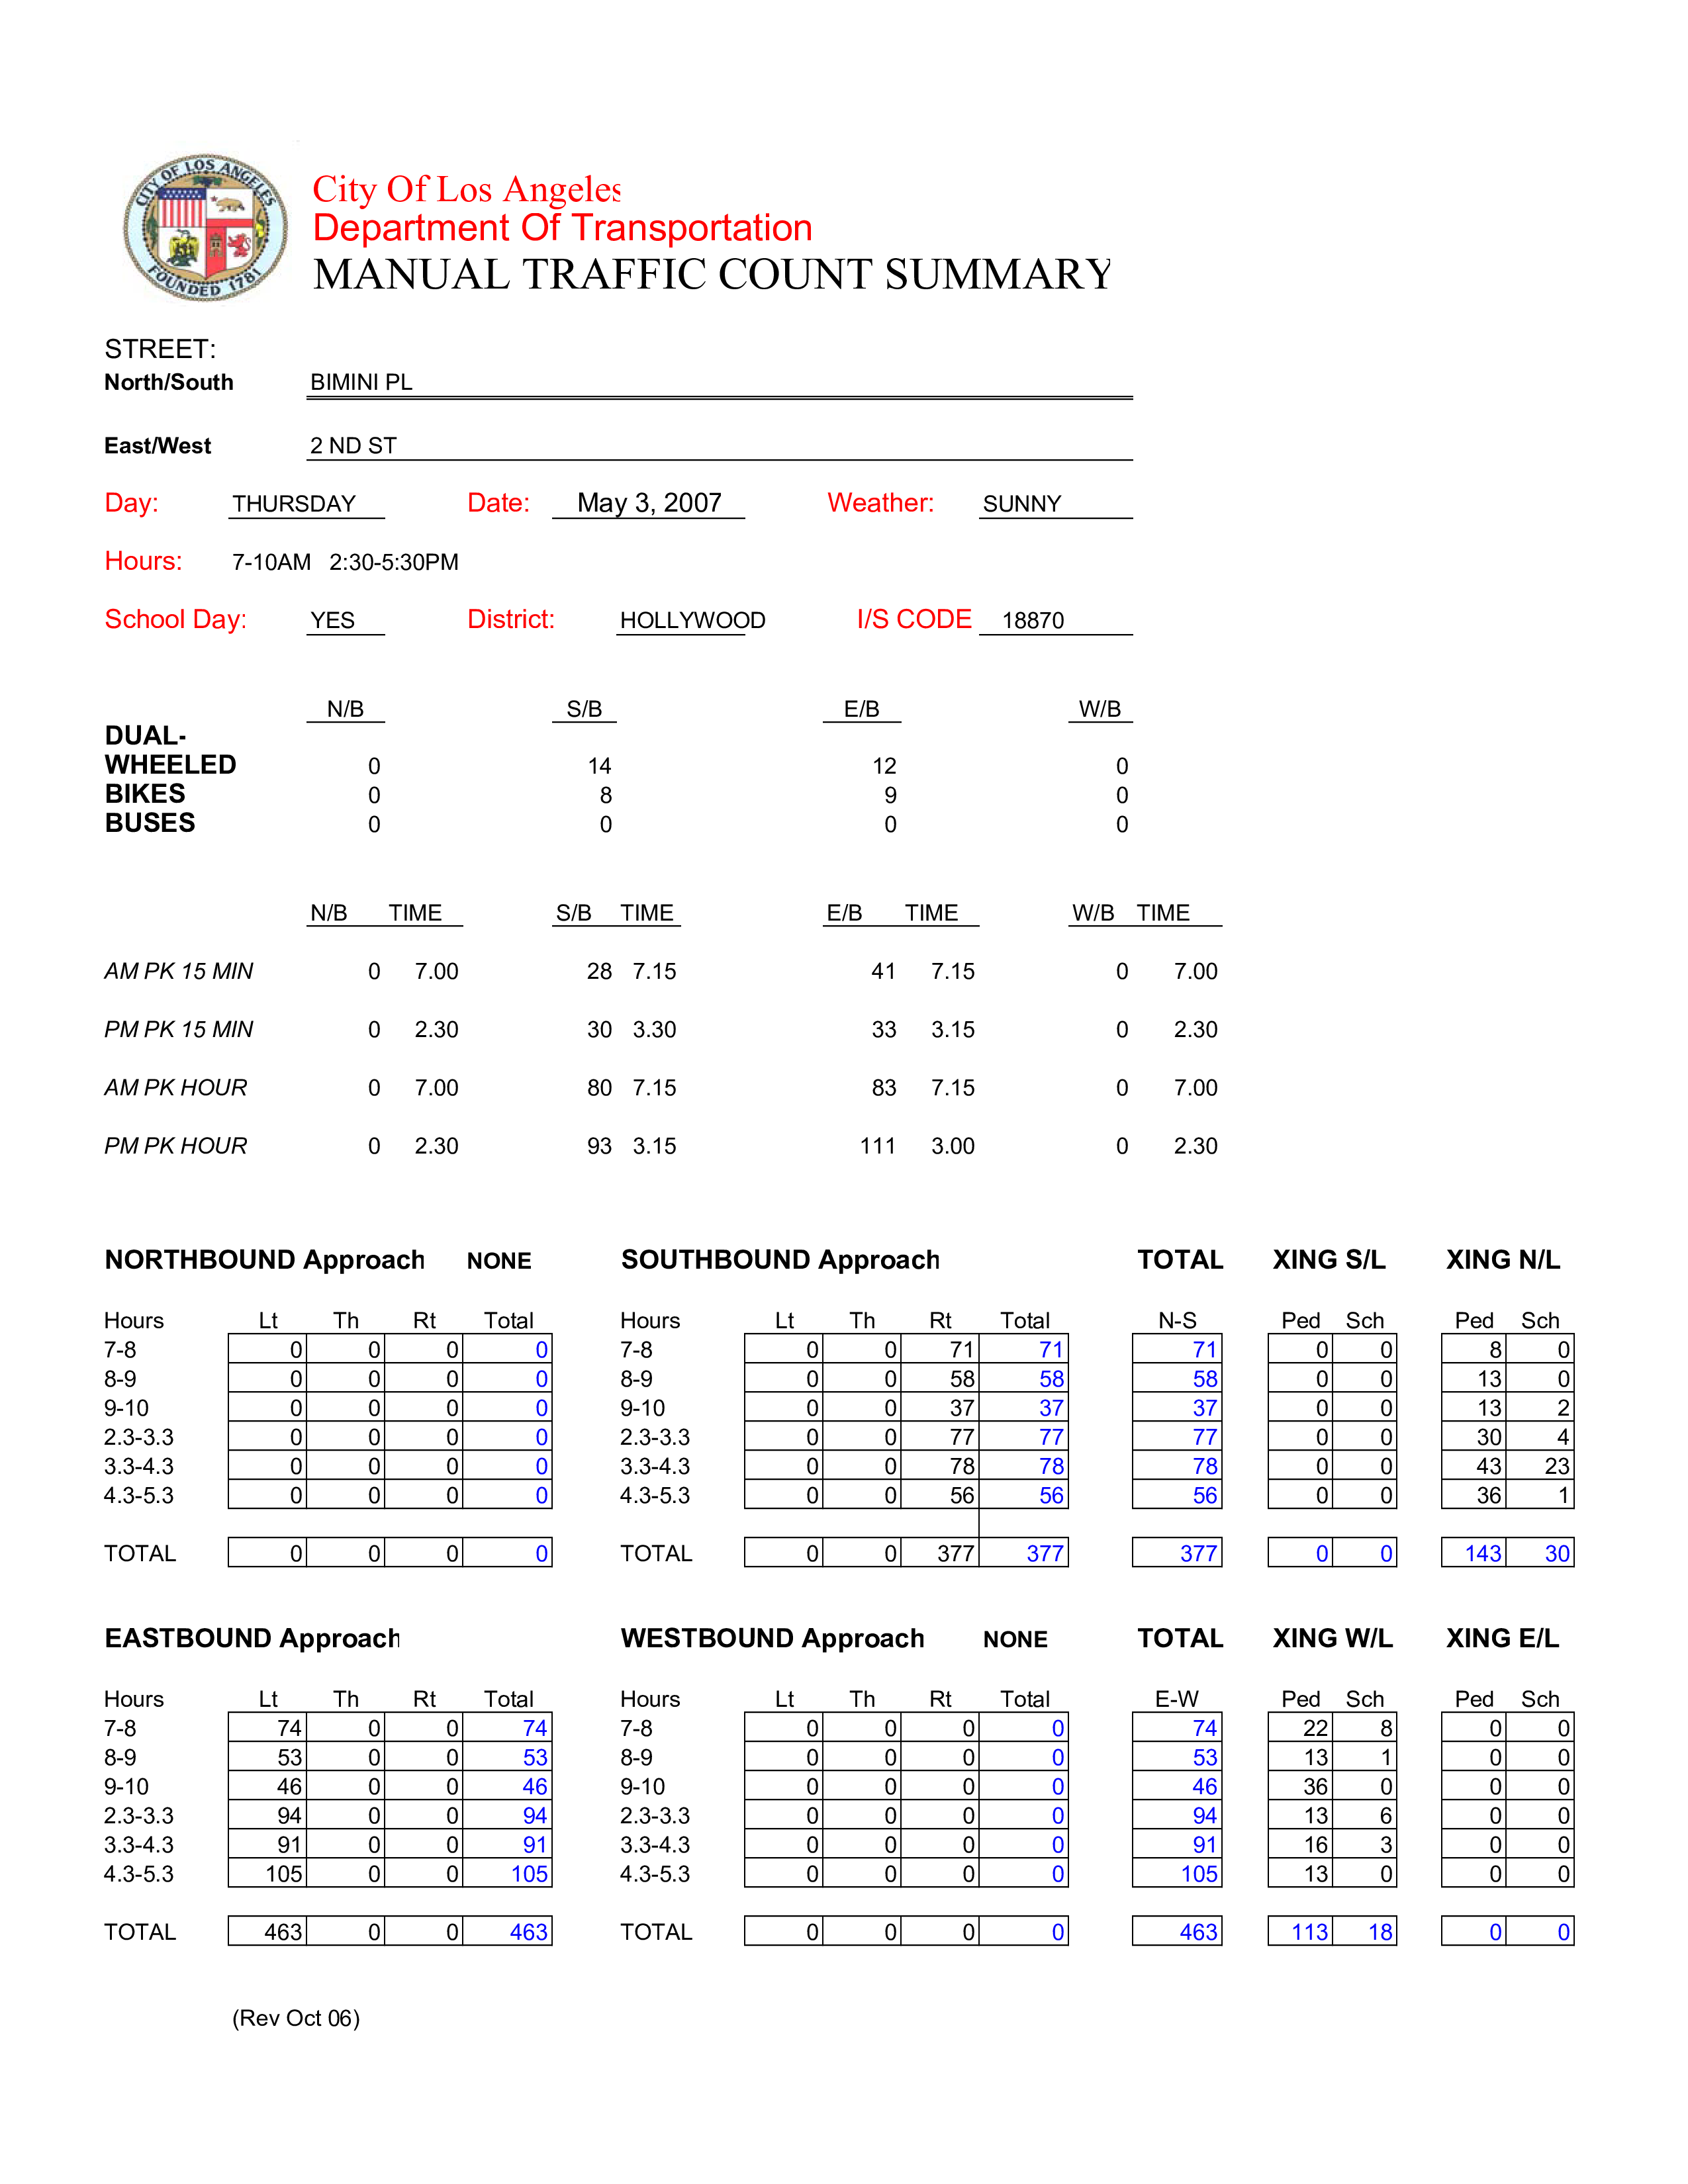 CITY OF LOS ANGELES
FOUNDED 1781
City Of Los Angeles
Department Of Transportation
MANUAL TRAFFIC COUNT SUMMARY
STREET:
North/South BIMINI PL
East/West 2 ND ST
Day: THURSDAY Date: May 3, 2007 Weather: SUNNY
Hours: 7-10AM 2:30-5:30PM
School Day: YES District: HOLLYWOOD I/S CODE 18870
N/B S/B E/B W/B
DUAL-
WHEELED 0 14 12 0
BIKES 0 8 9 0
BUSES 0 0 0 0
N/B TIME S/B TIME E/B TIME W/B TIME
AM PK 15 MIN 0 7.00 28 7.15 41 7.15 0 7.00
PM PK 15 MIN 0 2.30 30 3.30 33 3.15 0 2.30
AM PK HOUR 0 7.00 80 7.15 83 7.15 0 7.00
PM PK HOUR 0 2.30 93 3.15 111 3.00 0 2.30
NORTHBOUND Approach NONE SOUTHBOUND Approach TOTAL XING S/L XING N/L
Hours Lt Th Rt Total Hours Lt Th Rt Total N-S Ped Sch Ped Sch
7-8 0 0 0 0 7-8 0 0 71 71 71 0 0 8 0
8-9 0 0 0 0 8-9 0 0 58 58 58 0 0 13 0
9-10 0 0 0 0 9-10 0 0 37 37 37 0 0 13 2
2.3-3.3 0 0 0 0 2.3-3.3 0 0 77 77 77 0 0 30 4
3.3-4.3 0 0 0 0 3.3-4.3 0 0 78 78 78 0 0 43 23
4.3-5.3 0 0 0 0 4.3-5.3 0 0 56 56 56 0 0 36 1
TOTAL 0 0 0 0 TOTAL 0 0 377 377 377 0 0 143 30
EASTBOUND Approach WESTBOUND Approach NONE TOTAL XING W/L XING E/L
Hours Lt Th Rt Total Hours Lt Th Rt Total E-W Ped Sch Ped Sch
7-8 74 0 0 74 7-8 0 0 0 0 74 22 8 0 0
8-9 53 0 0 53 8-9 0 0 0 0 53 13 1 0 0
9-10 46 0 0 46 9-10 0 0 0 0 46 36 0 0 0
2.3-3.3 94 0 0 94 2.3-3.3 0 0 0 0 94 13 6 0 0
3.3-4.3 91 0 0 91 3.3-4.3 0 0 0 0 91 16 3 0 0
4.3-5.3 105 0 0 105 4.3-5.3 0 0 0 0 105 13 0 0 0
TOTAL 463 0 0 463 TOTAL 0 0 0 0 463 113 18 0 0
(Rev Oct 06)